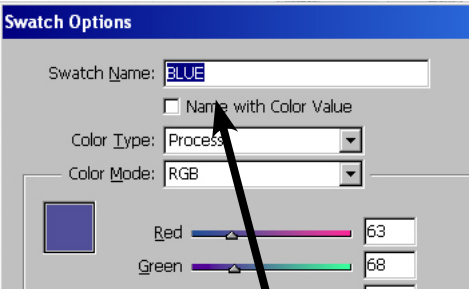 Swatch Options
Swatch Name: BLUE
Name with Color Value
Color Type: Process
Color Mode: RGB
Red 63
Green 68